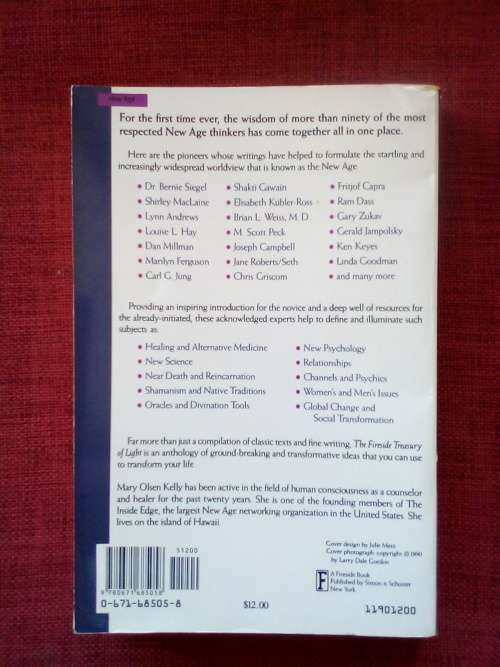 New Age
For the first time ever, the wisdom of more than ninety of the most
respected New Age thinkers has come together all in one place.
Here are the pioneers whose writings have helped to formulate the startling and
increasingly widespread worldview that is known as the New Age:
• Dr. Bernie Siegel
• Shirley MacLaine
• Lynn Andrews
• Louise L. Hay
• Dan Millman
• Marilyn Ferguson
• Carl G. Jung
• Shakti Gawain
• Elisabeth Kübler-Ross
• Brian L. Weiss, M. D.
• M. Scott Peck
• Joseph Campbell
• Jane Roberts/Seth
• Chris Griscom
• Fritjof Capra
• Ram Dass
• Gary Zukav
• Gerald Jampolsky
• Ken Keyes
• Linda Goodman
• and many more
Providing an inspiring introduction for the novice and a deep well of resources for
the already-initiated, these acknowledged experts help to define and illuminate such
subjects as:
• Healing and Alternative Medicine
• New Science
• Near Death and Reincarnation
• Shamanism and Native Traditions
• Oracles and Divination Tools
• New Psychology
• Relationships
• Channels and Psychics
• Women's and Men's Issues
• Global Change and
Social Transformation
Far more than just a compilation of classic texts and fine writing, The Fireside Treasury
of Light is an anthology of ground-breaking and transformative ideas that you can use
to transform your life.
Mary Olsen Kelly has been active in the field of human consciousness as a counselor
and healer for the past twenty years. She is one of the founding members of The
Inside Edge, the largest New Age networking organization in the United States. She
lives on the island of Hawaii.
Cover design by Julie Metz
Cover photograph copyright © 1990
by Larry Dale Gordon
51200
9 780671 685058
0-671-68505-8
$12.00
F
A Fireside Book
Published by Simon & Schuster
New York
11901200